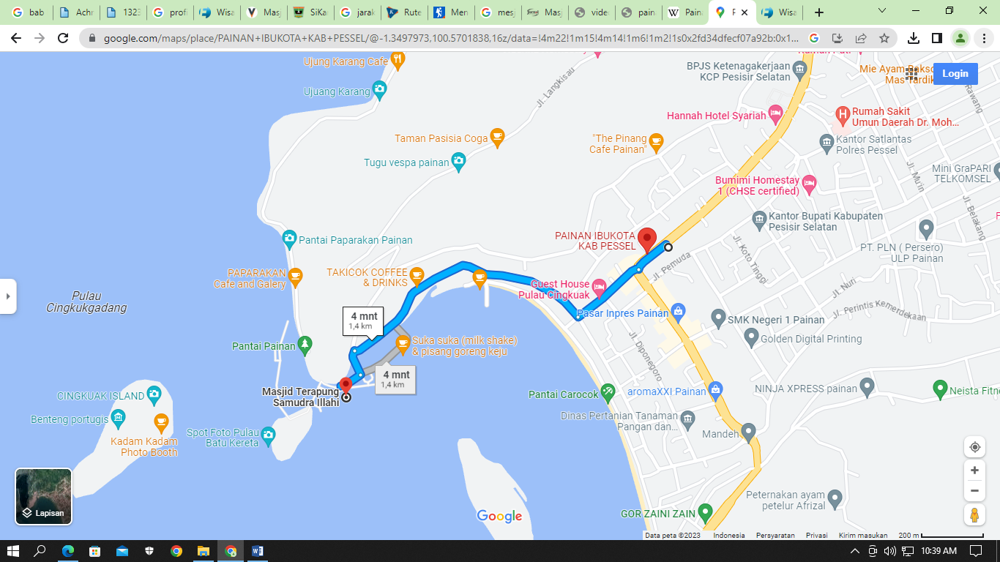 bab
Achr
1323
profi
Wisa
Masj
SiKa
jarak
Rute
Men
mesj
Masj
vide
pain
Pain
P
Wisa
google.com/maps/place/PAINAN+IBUKOTA+KAB+PESSEL/@-1.3497973,100.5701838,16z/data=!4m22!1m15!4m14!1m6!1m2!1s0x2fd34dfecf07a92b:0x1...
Ujung Karang Cafe
Ujuang Karang
Jl. Langkisau
BPJS Ketenagakerjaan
KCP Pesisir Selatan
Mie Ayam Bakso
Mas Tardik
Login
Rawang
Hannah Hotel Syariah
Rumah Sakit
Umun Daerah Dr. Moh...
Taman Pasisia Coga
"The Pinang
Cafe Painan"
Kantor Satlantas
Polres Pessel
Tugu vespa painan
Jl. Muin
Mini GraPARI
TELKOMSEL
Bumimi Homestay
1 (CHSE certified)
Jl. Belakang
Kantor Bupati Kabupaten
Pesisir Selatan
Pantai Paparakan Painan
PAINAN IBUKOTA
KAB PESSEL
Jl. Pemuda
Jl. Koto Tinggi
PT. PLN ( Persero)
ULP Painan
PAPARAKAN
Cafe and Galery
TAKICOK COFFEE
& DRINKS
Guest House
Pulau Cingkuak
Jl. Nuri
Jl. Perintis Kemerdekaan
Pulau
Cingkukgadang
4 mnt
1,4 km
Pasar Inpres Painan
SMK Negeri 1 Painan
Golden Digital Printing
Pantai Painan
Suka suka (milk shake)
& pisang goreng keju
Jl. Diponegoro
4 mnt
1,4 km
Masjid Terapung
Samudra Illahi
NINJA XPRESS painan
Neista Fitne
CINGKUAK ISLAND
Pantai Carocok
aromaXXI Painan
Benteng portugis
Dinas Pertanian Tanaman
Pangan dan...
Kadam Kadam
Photo Booth
Spot Foto Pulau
Batu Kereta
Mandeh
Peternakan ayam
petelur Afrizal
GOR ZAINI ZAIN
Lapisan
Google
Data peta ©2023
Indonesia
Persyaratan
Privasi
Kirim masukan
200 m
10:39 AM